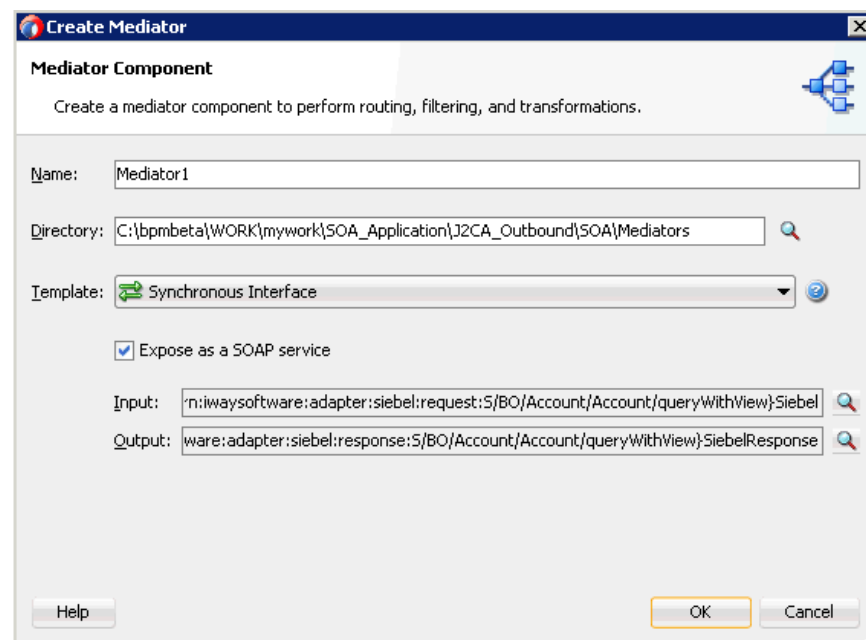 Create Mediator
Mediator Component
Create a mediator component to perform routing, filtering, and transformations.
Name: Mediator1
Directory: C:\bpmbeta\WORK\mywork\SOA_Application\J2CA_Outbound\SOA\Mediators
Template: Synchronous Interface
Expose as a SOAP service
Input: n:iwaysoftware:adapter:siebel:request:S/BO/Account/Account/queryWithView}Siebel
Output: ware:adapter:siebel:response:S/BO/Account/Account/queryWithView}SiebelResponse
Help OK Cancel